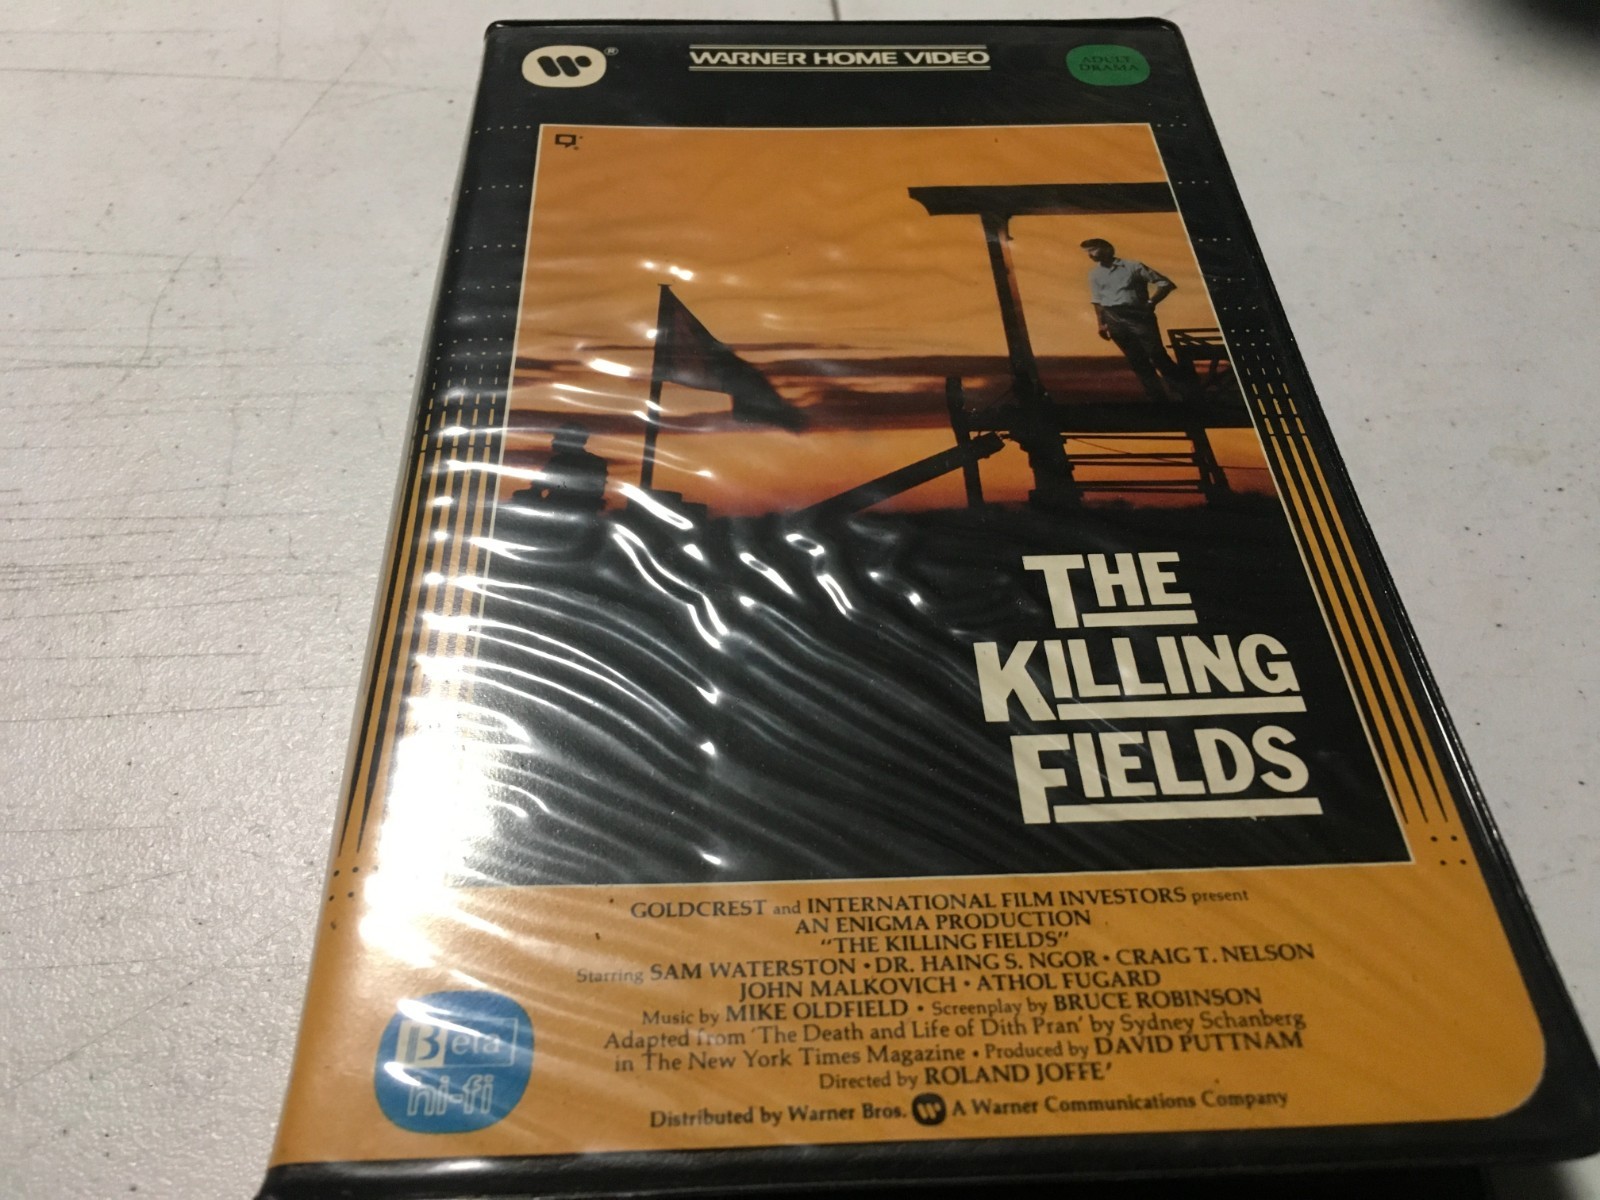 WARNER HOME VIDEO
ADULT
DRAMA
THE
KILLING
FIELDS
GOLDCREST and INTERNATIONAL FILM INVESTORS present
AN ENIGMA PRODUCTION
"THE KILLING FIELDS"
Starring SAM WATERSTON • DR. HAING S. NGOR • CRAIG T. NELSON
JOHN MALKOVICH • ATHOL FUGARD
Music by MIKE OLDFIELD • Screenplay by BRUCE ROBINSON
Adapted from 'The Death and Life of Dith Pran' by Sydney Schanberg
in The New York Times Magazine • Produced by DAVID PUTTNAM
Directed by ROLAND JOFFE'
Distributed by Warner Bros. A Warner Communications Company
Beta
hi-fi